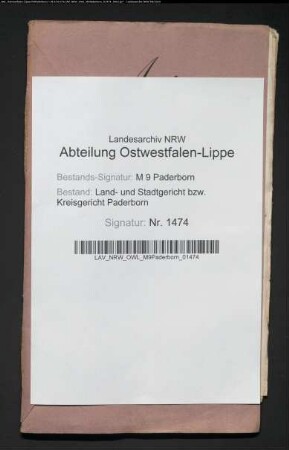 Landesarchiv NRW
Abteilung Ostwestfalen-Lippe
Bestands-Signatur: M 9 Paderborn
Bestand: Land- und Stadtgericht bzw.
Kreisgericht Paderborn
Signatur: Nr. 1474
LAV_NRW_OWL_M9Paderborn_01474